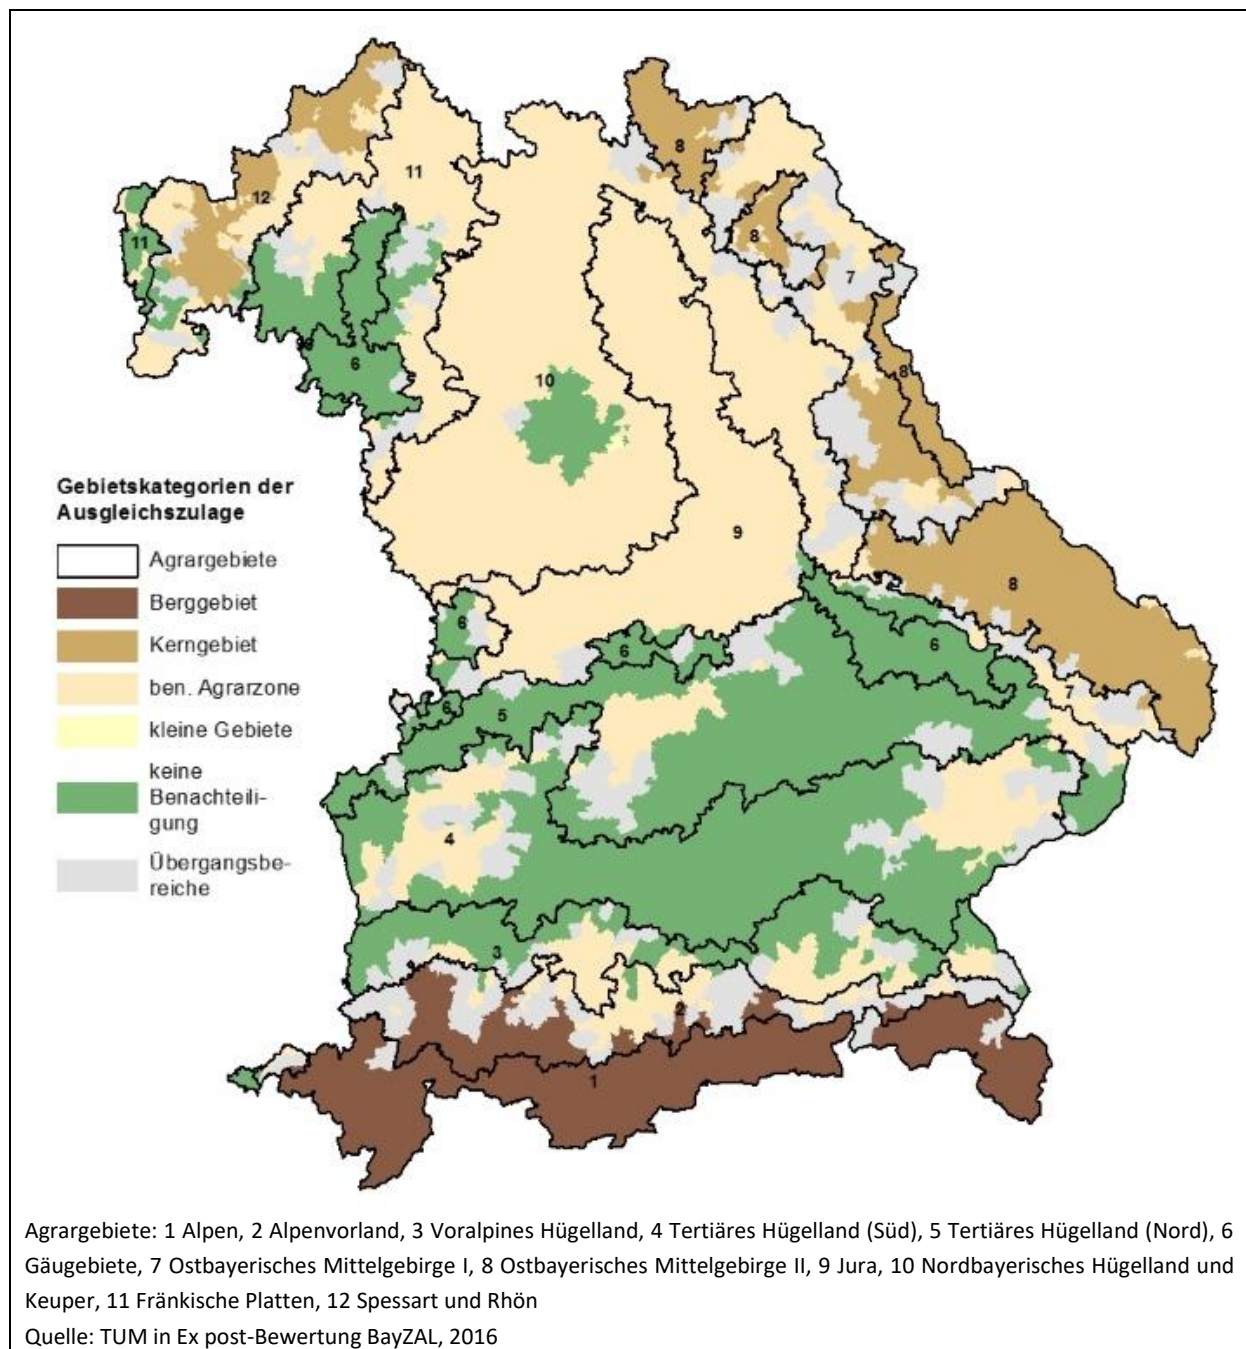 8
11
12
8
11
8
7
6
10
8
Gebietskategorien der
Ausgleichszulage
Agrargebiete
Berggebiet
Kerngebiet
ben. Agrarzone
kleine Gebiete
keine
Benachteili-
gung
Übergangsbe-
reiche
9
8
6
6
6
7
6
5
4
3
2
1
Agrargebiete: 1 Alpen, 2 Alpenvorland, 3 Voralpines Hügelland, 4 Tertiäres Hügelland (Süd), 5 Tertiäres Hügelland (Nord), 6
Gäugebiete, 7 Ostbayerisches Mittelgebirge I, 8 Ostbayerisches Mittelgebirge II, 9 Jura, 10 Nordbayerisches Hügelland und
Keuper, 11 Fränkische Platten, 12 Spessart und Rhön
Quelle: TUM in Ex post-Bewertung BayZAL, 2016